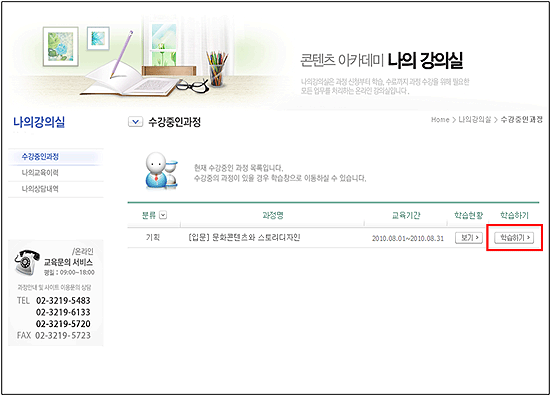 콘텐츠 아카데미 나의 강의실
나의강의실은 과정 신청부터 학습, 수료까지 과정 수강을 위해 필요한
모든 업무를 처리하는 온라인 강의실입니다.
나의강의실
수강중인과정
Home > 나의강의실 > 수강중인과정
수강중인과정
나의교육이력
나의상담내역
현재 수강중인 과정 목록입니다.
수강중의 과정이 있을 경우 학습창으로 이동하실 수 있습니다.
분류 과정명 교육기간 학습현황 학습하기
기획 [입문] 문화콘텐츠와 스토리디자인 2010.08.01~2010.08.31 보기 학습하기
/온라인
교육문의 서비스
평일 : 09:00~18:00
과정안내 및 사이트 이용문의 상담
TEL 02-3219-5483
02-3219-6133
02-3219-5720
FAX 02-3219-5723